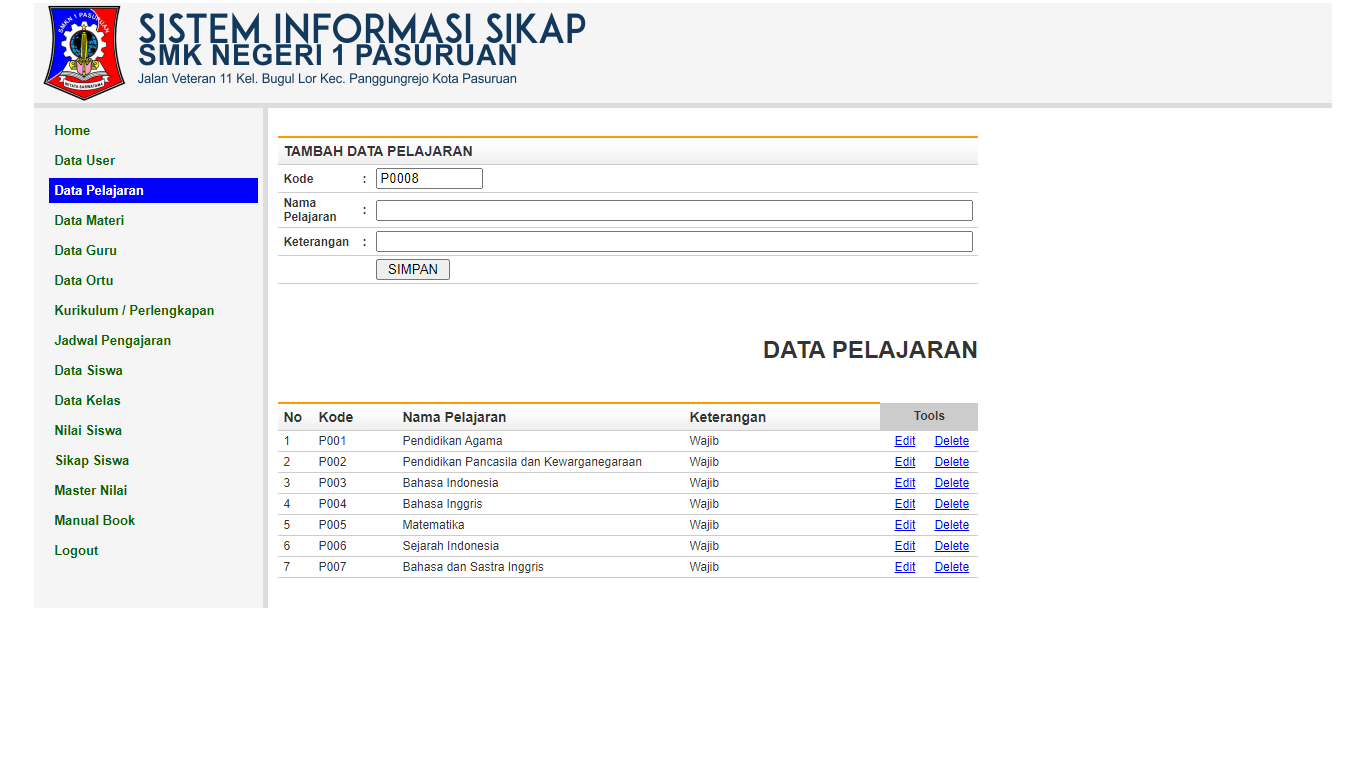 SMKN 1 PASURUAN
WIYATA SARWATAMA
SISTEM INFORMASI SIKAP
SMK NEGERI 1 PASURUAN
Jalan Veteran 11 Kel. Bugul Lor Kec. Panggungrejo Kota Pasuruan
Home
Data User
Data Pelajaran
Data Materi
Data Guru
Data Ortu
Kurikulum / Perlengkapan
Jadwal Pengajaran
Data Siswa
Data Kelas
Nilai Siswa
Sikap Siswa
Master Nilai
Manual Book
Logout
TAMBAH DATA PELAJARAN
Kode : P0008
Nama
Pelajaran :
Keterangan :
SIMPAN
DATA PELAJARAN
No Kode Nama Pelajaran Keterangan Tools
1 P001 Pendidikan Agama Wajib Edit Delete
2 P002 Pendidikan Pancasila dan Kewarganegaraan Wajib Edit Delete
3 P003 Bahasa Indonesia Wajib Edit Delete
4 P004 Bahasa Inggris Wajib Edit Delete
5 P005 Matematika Wajib Edit Delete
6 P006 Sejarah Indonesia Wajib Edit Delete
7 P007 Bahasa dan Sastra Inggris Wajib Edit Delete